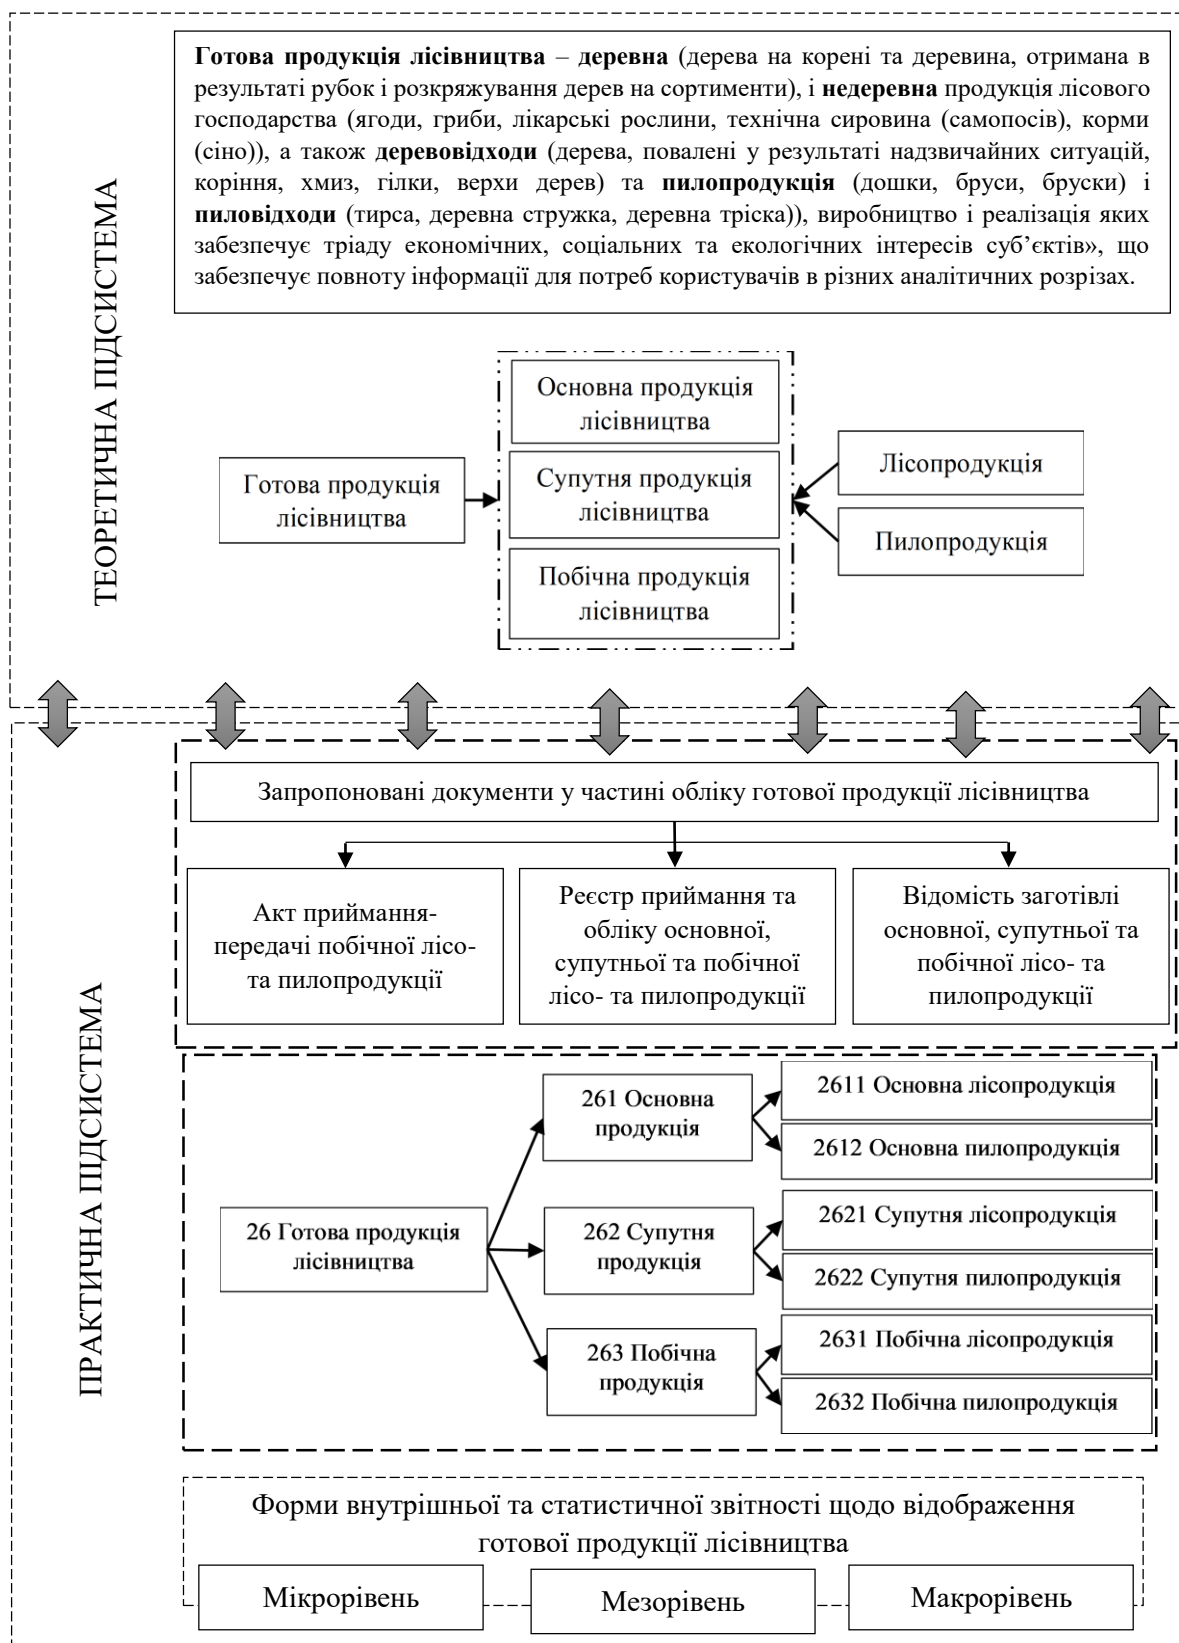 ТЕОРЕТИЧНА ПІДСИСТЕМА
Готова продукція лісівництва – деревна (дерева на корені та деревина, отримана в
результаті рубок і розкряжування дерев на сортименти), і недеревна продукція лісового
господарства (ягоди, гриби, лікарські рослини, технічна сировина (самопосів), корми
(сіно)), а також деревовідходи (дерева, повалені у результаті надзвичайних ситуацій,
коріння, хмиз, гілки, верхи дерев) та пилопродукція (дошки, бруси, бруски) і
пиловідходи (тирса, деревна стружка, деревна тріска)), виробництво і реалізація яких
забезпечує тріаду економічних, соціальних та екологічних інтересів суб’єктів», що
забезпечує повноту інформації для потреб користувачів в різних аналітичних розрізах.
Готова продукція
лісівництва
Основна продукція
лісівництва
Супутня продукція
лісівництва
Побічна продукція
лісівництва
Лісопродукція
Пилопродукція
ПРАКТИЧНА ПІДСИСТЕМА
Запропоновані документи у частині обліку готової продукції лісівництва
Акт приймання-
передачі побічної лісо-
та пилопродукції
Реєстр приймання та
обліку основної,
супутньої та побічної
лісо- та пилопродукції
Відомість заготівлі
основної, супутньої та
побічної лісо- та
пилопродукції
26 Готова продукція
лісівництва
261 Основна
продукція
2611 Основна лісопродукція
2612 Основна пилопродукція
262 Супутня
продукція
2621 Супутня лісопродукція
2622 Супутня пилопродукція
263 Побічна
продукція
2631 Побічна лісопродукція
2632 Побічна пилопродукція
Форми внутрішньої та статистичної звітності щодо відображення
готової продукції лісівництва
Мікрорівень
Мезорівень
Макрорівень